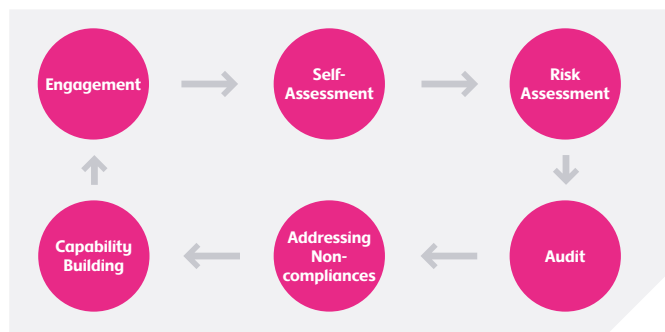 Engagement
Self-
Assessment
Risk
Assessment
Capability
Building
Addressing
Non-
compliances
Audit